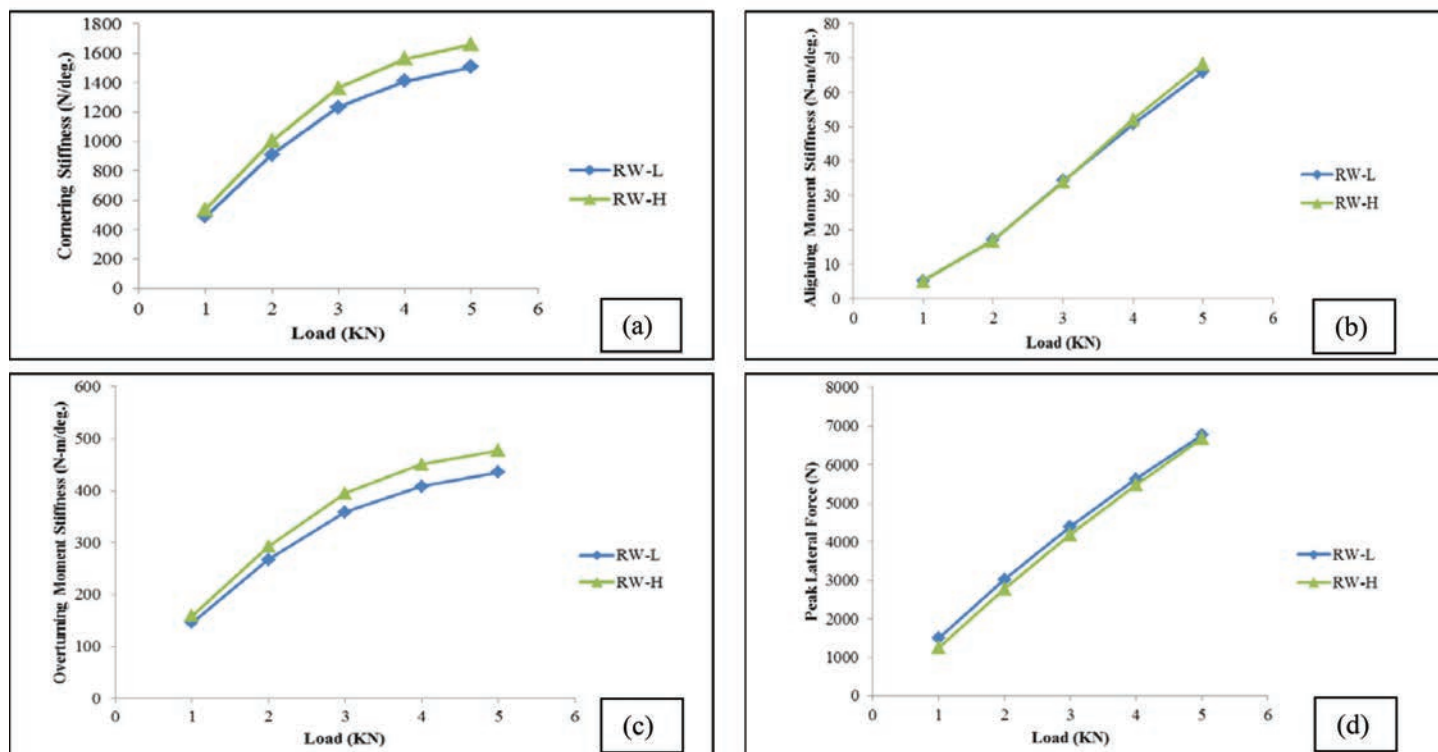 Cornering Stiffness (N/deg.)
1800
1600
1400
1200
1000
800
600
400
200
0
0 1 2 3 4 5 6
Load (KN)
RW-L
RW-H
(a)
Aligining Moment Stiffness (N-m/deg.)
80
70
60
50
40
30
20
10
0
0 1 2 3 4 5 6
Load (KN)
RW-L
RW-H
(b)
Overturning Moment Stiffness (N-m/deg.)
600
500
400
300
200
100
0
0 1 2 3 4 5 6
Load (KN)
RW-L
RW-H
(c)
Peak Lateral Force (N)
8000
7000
6000
5000
4000
3000
2000
1000
0
0 1 2 3 4 5 6
Load (KN)
RW-L
RW-H
(d)